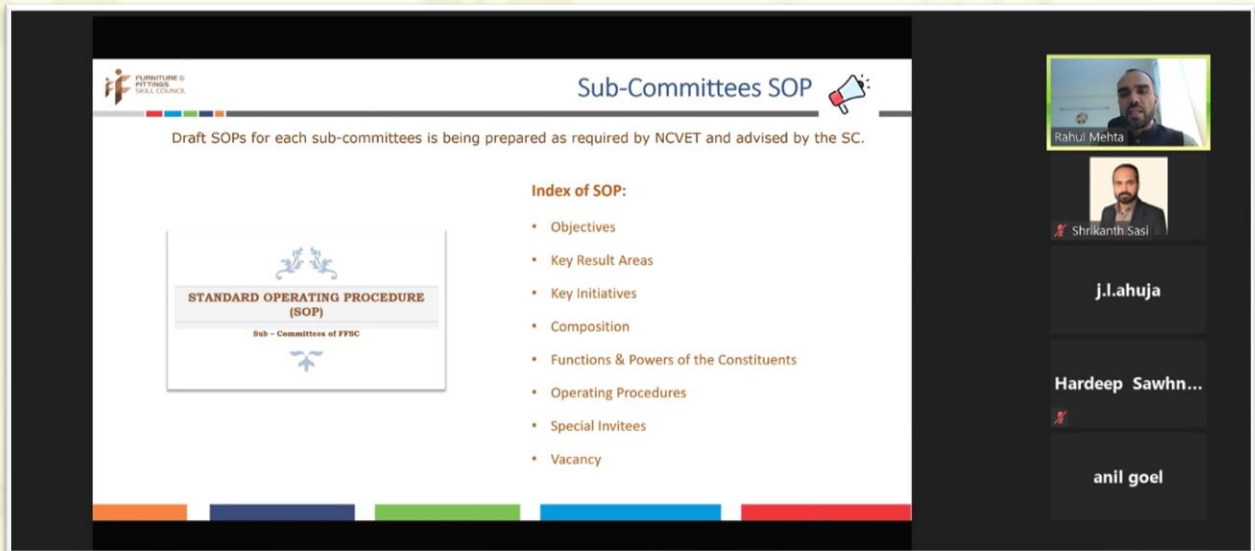 FURNITURE &
FITTINGS
SKILL COUNCIL
Sub-Committees SOP
Draft SOPs for each sub-committees is being prepared as required by NCVET and advised by the SC.
STANDARD OPERATING PROCEDURE
(SOP)
Sub – Committees of FFSC
Index of SOP:
• Objectives
• Key Result Areas
• Key Initiatives
• Composition
• Functions & Powers of the Constituents
• Operating Procedures
• Special Invitees
• Vacancy
Rahul Mehta
Shrikanth Sasi
j.l.ahuja
Hardeep Sawhn...
anil goel